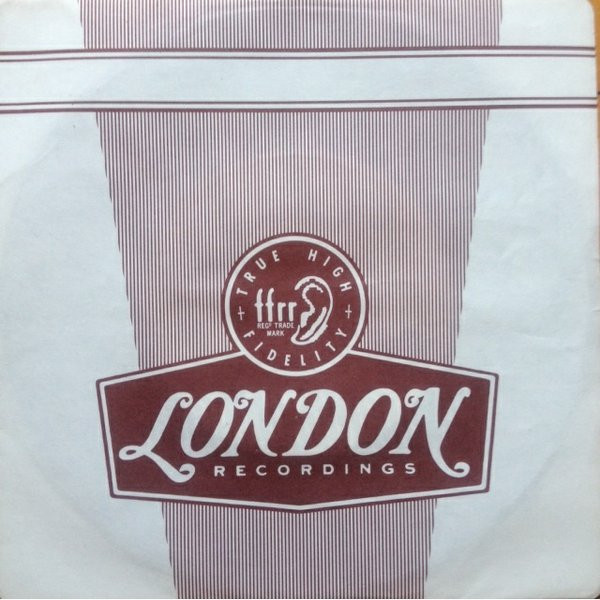 TRUE HIGH
ffrr
REGD TRADE
MARK
FIDELITY
LONDON
RECORDINGS